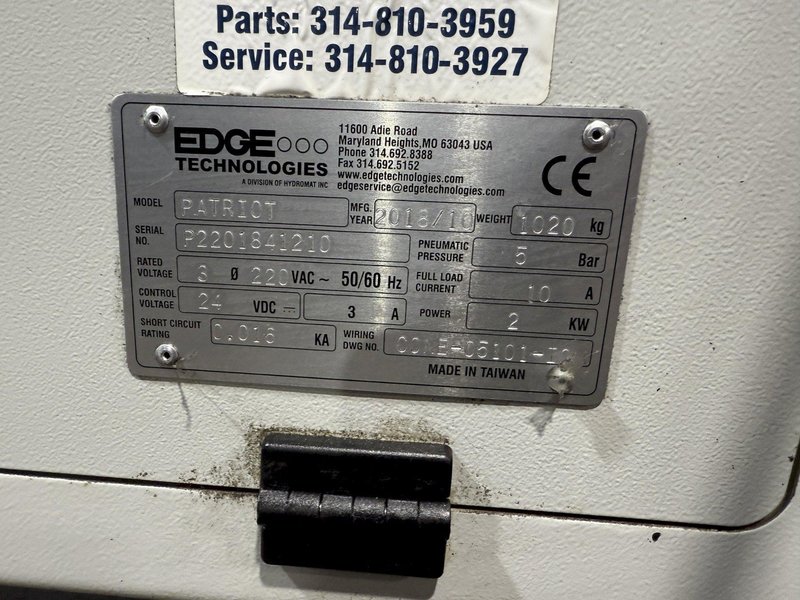 Parts: 314-810-3959
Service: 314-810-3927
EDGE
TECHNOLOGIES
A DIVISION OF HYDROMAT INC
11600 Adie Road
Maryland Heights,MO 63043 USA
Phone 314.692.8388
Fax 314.692.5152
www.edgetechnologies.com
edgeservice@edgetechnologies.com
CE
MODEL PATRIOT MFG. YEAR 2018/10 WEIGHT 1020 kg
SERIAL NO. P2201841210 PNEUMATIC PRESSURE 5 Bar
RATED VOLTAGE 3 Ø 220 VAC~ 50/60 Hz FULL LOAD CURRENT 10 A
CONTROL VOLTAGE 24 VDC 3 A POWER 2 KW
SHORT CIRCUIT RATING 0.016 KA WIRING DWG NO.
MADE IN TAIWAN